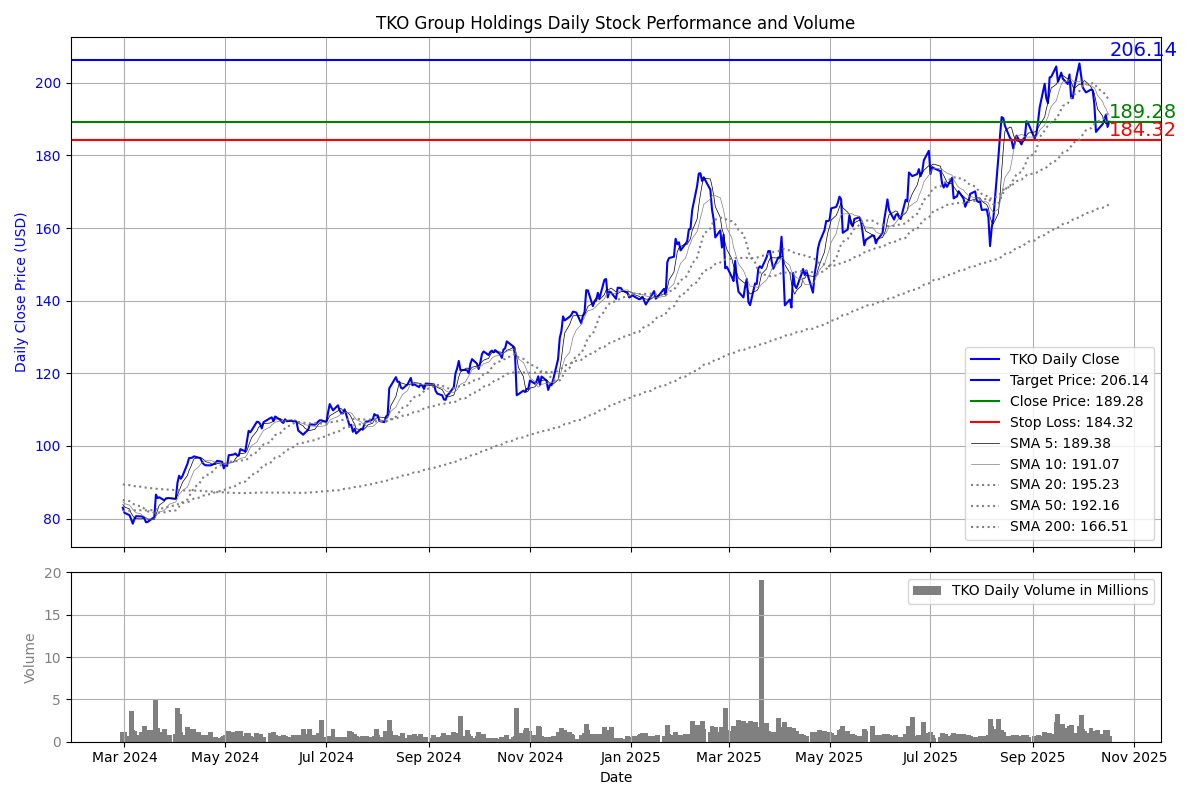 TKO Group Holdings Daily Stock Performance and Volume
206.14
189.28
184.32
200
180
160
140
120
100
80
Daily Close Price (USD)
TKO Daily Close
Target Price: 206.14
Close Price: 189.28
Stop Loss: 184.32
SMA 5: 189.38
SMA 10: 191.07
SMA 20: 195.23
SMA 50: 192.16
SMA 200: 166.51
20
15
10
5
0
Volume
TKO Daily Volume in Millions
Mar 2024 May 2024 Jul 2024 Sep 2024 Nov 2024 Jan 2025 Mar 2025 May 2025 Jul 2025 Sep 2025 Nov 2025
Date